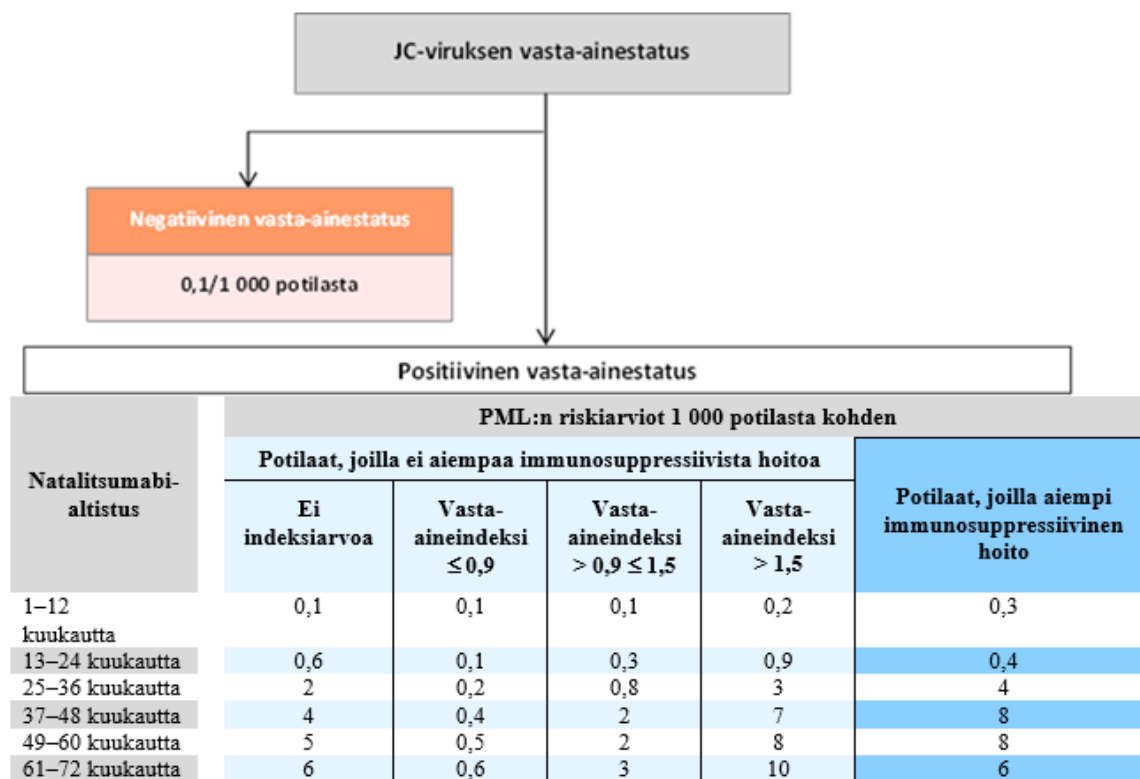 JC-viruksen vasta-ainestatus
Negatiivinen vasta-ainestatus
0,1/1 000 potilasta
Positiivinen vasta-ainestatus
Natalitsumabi-
altistus
PML:n riskiarviot 1 000 potilasta kohden
Potilaat, joilla ei aiempaa immunosuppressiivista hoitoa
Potilaat, joilla aiempi
immunosuppressiivinen
hoito
Ei
indeksiarvoa
Vasta-
aineindeksi
≤ 0,9
Vasta-
aineindeksi
> 0,9 ≤ 1,5
Vasta-
aineindeksi
> 1,5
1–12
kuukautta
0,1 0,1 0,1 0,2 0,3
13–24 kuukautta 0,6 0,1 0,3 0,9 0,4
25–36 kuukautta 2 0,2 0,8 3 4
37–48 kuukautta 4 0,4 2 7 8
49–60 kuukautta 5 0,5 2 8 8
61–72 kuukautta 6 0,6 3 10 6